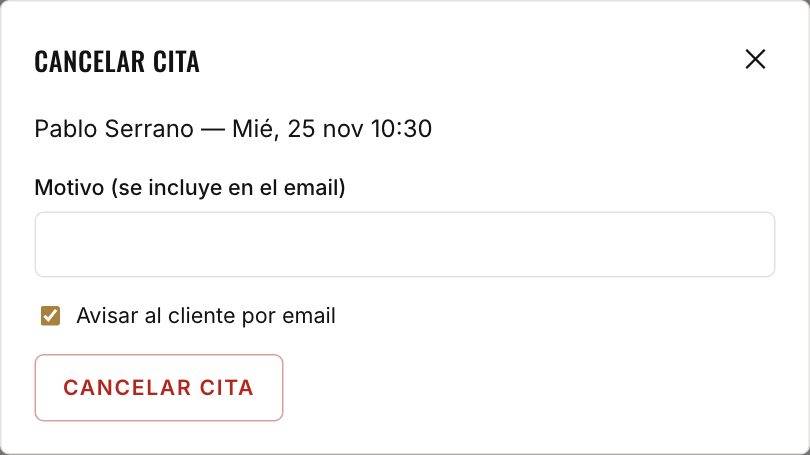 CANCELAR CITA
Pablo Serrano — Mié, 25 nov 10:30
Motivo (se incluye en el email)
Avisar al cliente por email
CANCELAR CITA